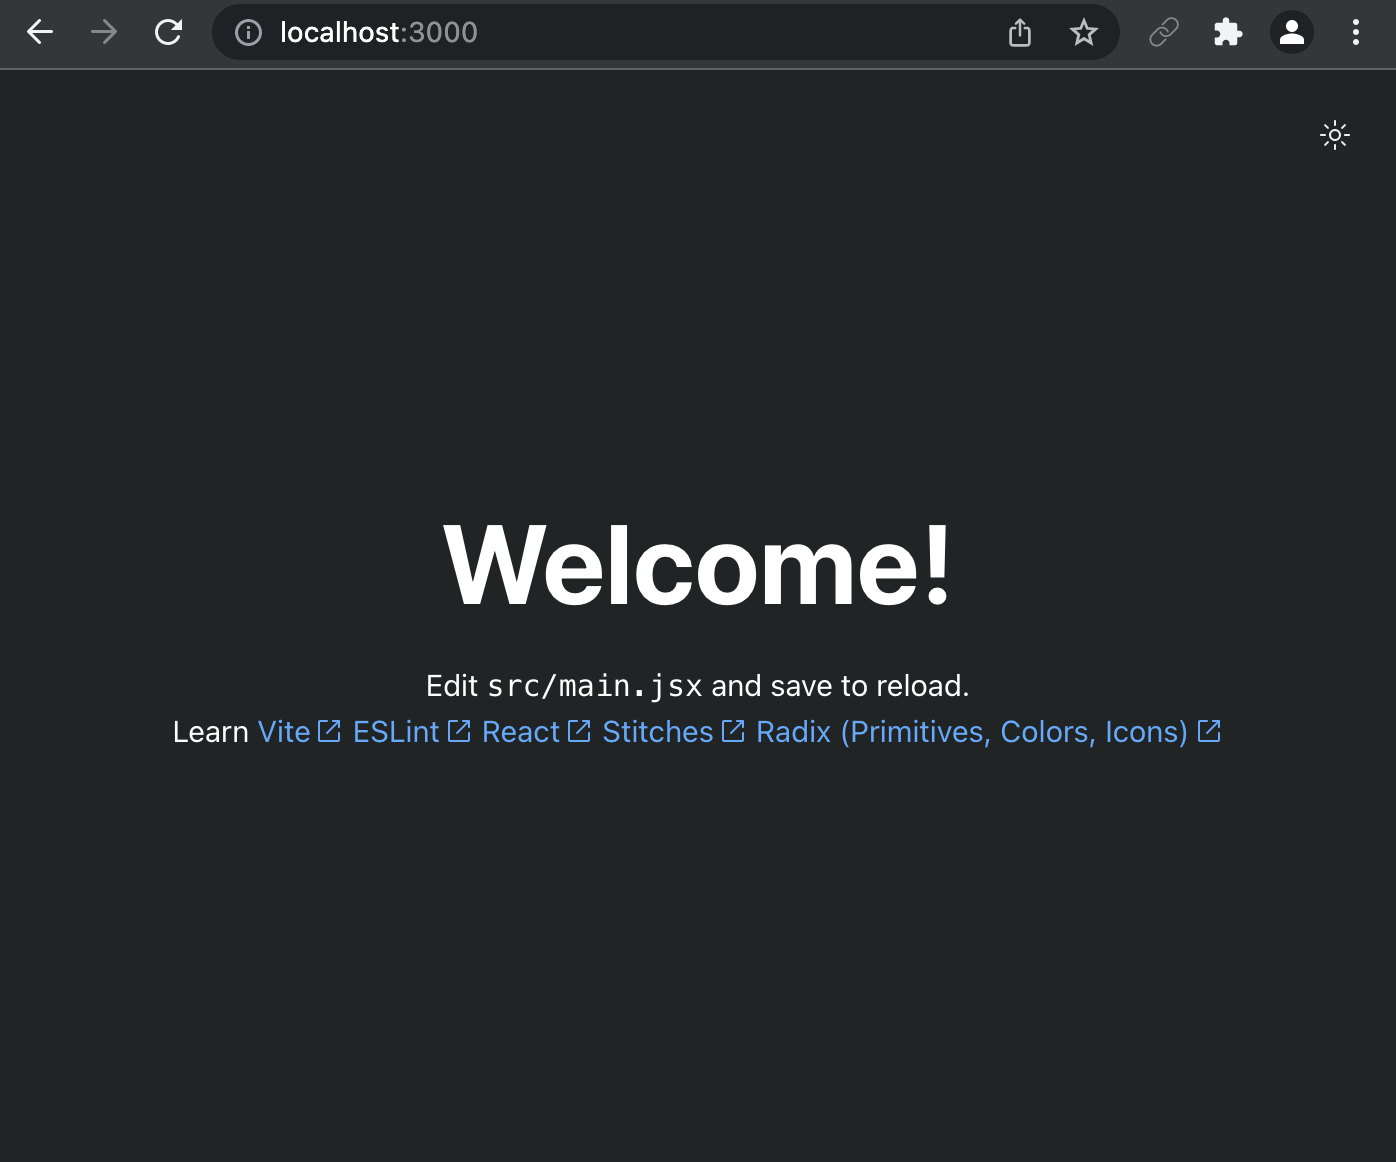 localhost:3000
Welcome!
Edit src/main.jsx and save to reload.
Learn Vite ESLint React Stitches Radix (Primitives, Colors, Icons)